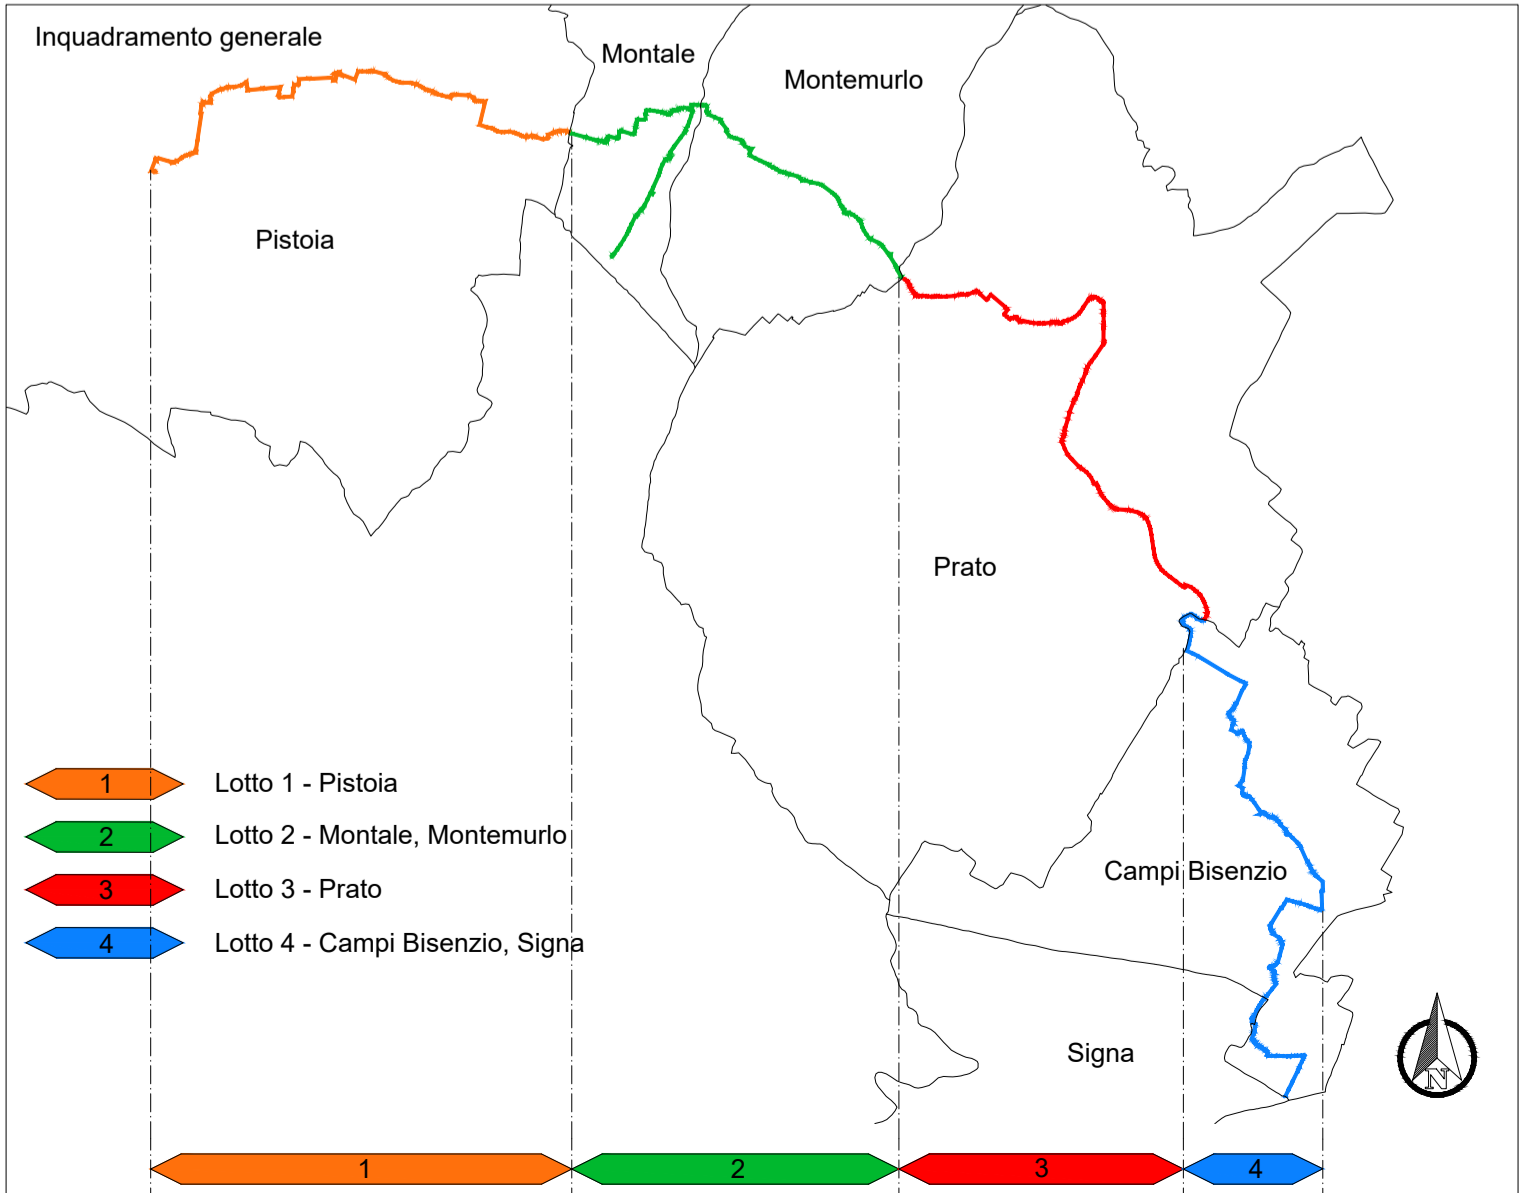 Inquadramento generale
Montale
Montemurlo
Pistoia
Prato
1 Lotto 1 - Pistoia
2 Lotto 2 - Montale, Montemurlo
3 Lotto 3 - Prato
4 Lotto 4 - Campi Bisenzio, Signa
Campi Bisenzio
Signa
N
1 2 3 4